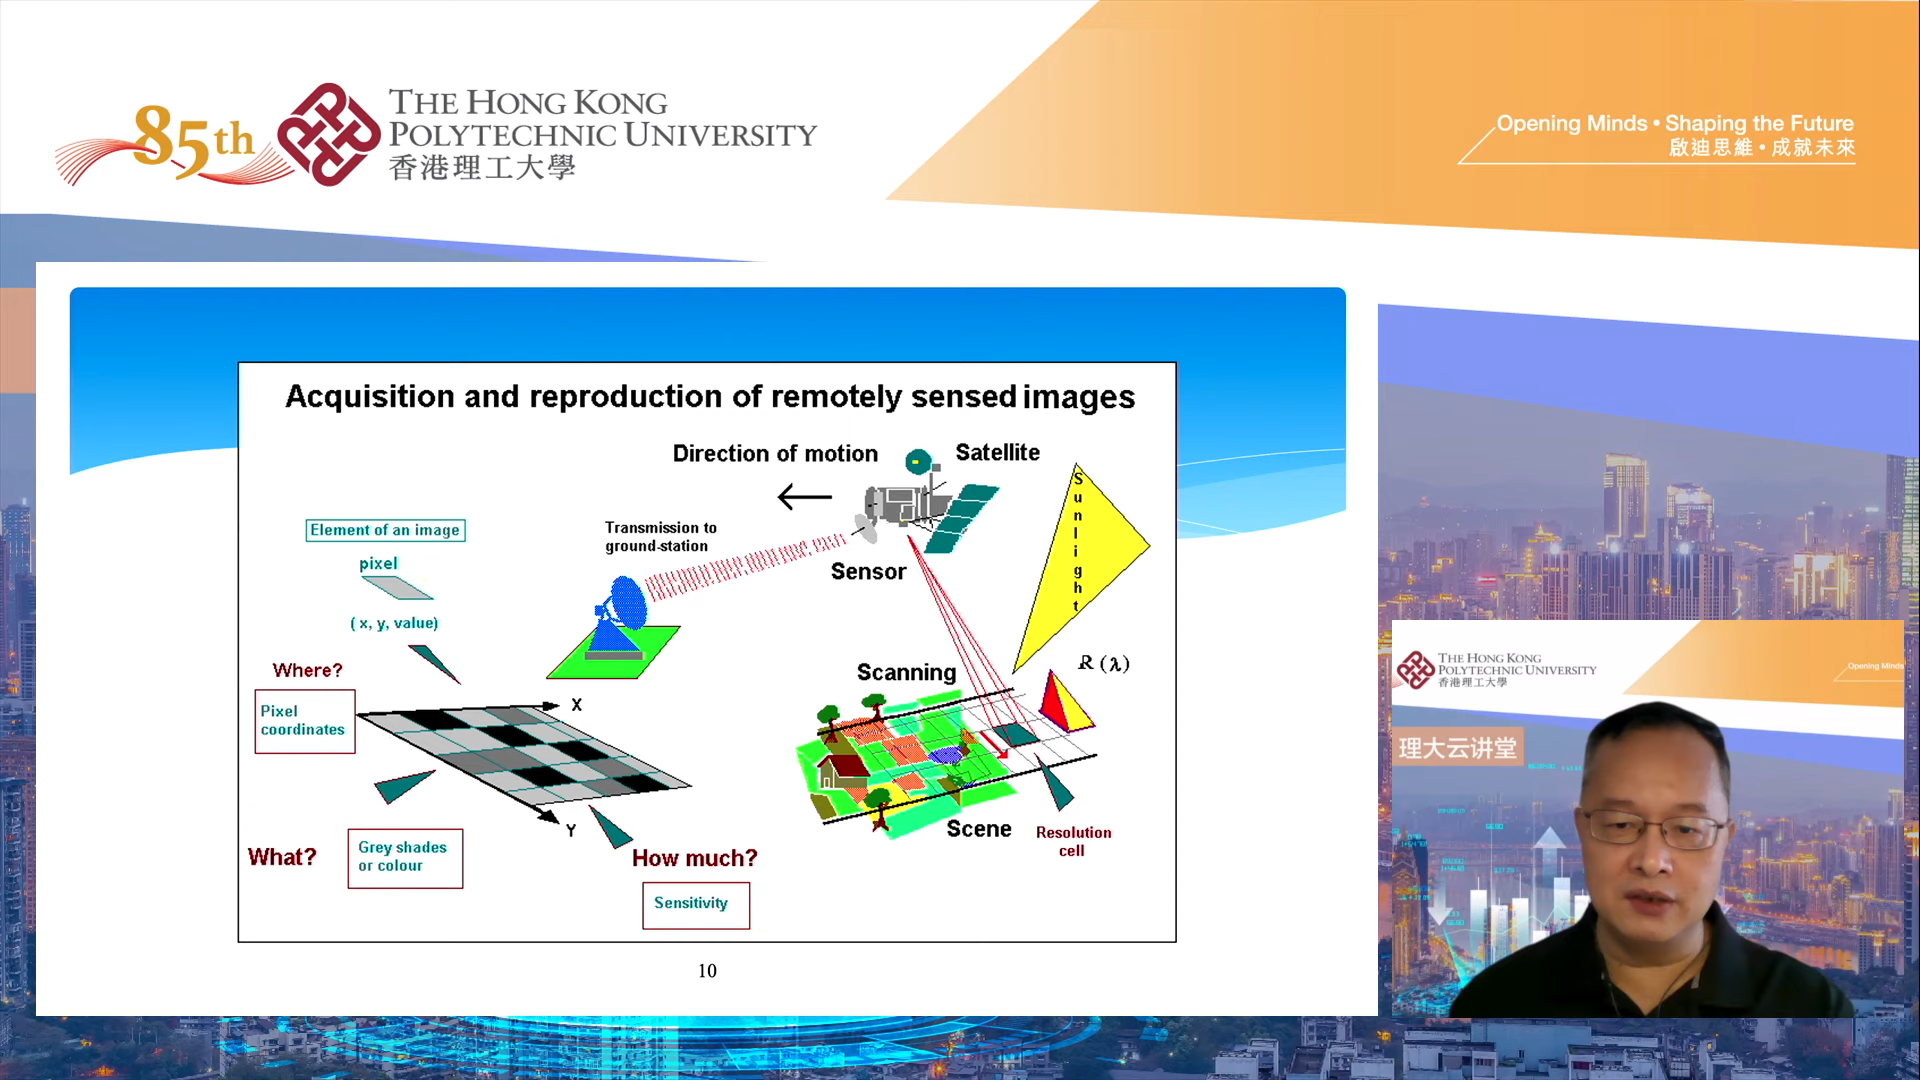 85th
THE HONG KONG
POLYTECHNIC UNIVERSITY
香港理工大學
Opening Minds • Shaping the Future
啟迪思維 • 成就未來
Acquisition and reproduction of remotely sensed images
Direction of motion
Satellite
Sunlight
Element of an image
pixel
( x, y, value)
Transmission to
ground-station
Sensor
Where?
Pixel
coordinates
X
Y
Scanning
R (λ)
What?
Grey shades
or colour
How much?
Sensitivity
Scene
Resolution
cell
10
THE HONG KONG
POLYTECHNIC UNIVERSITY
香港理工大學
Opening Minds
理大云讲堂